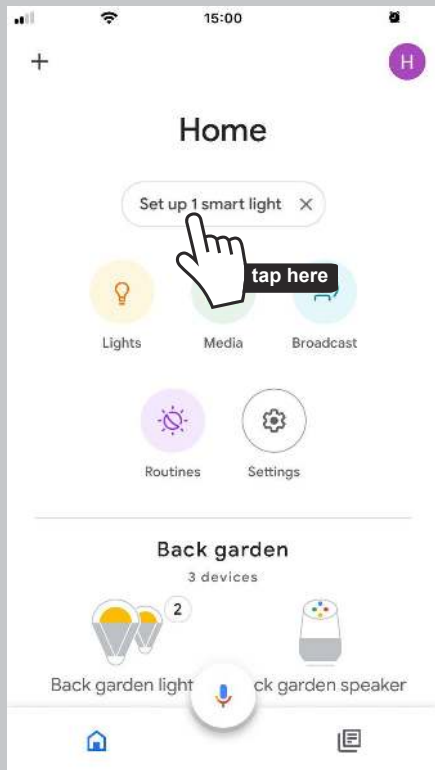 15:00
H
Home
Set up 1 smart light
tap here
Lights Media Broadcast
Routines Settings
Back garden
3 devices
2
Back garden light ck garden speaker